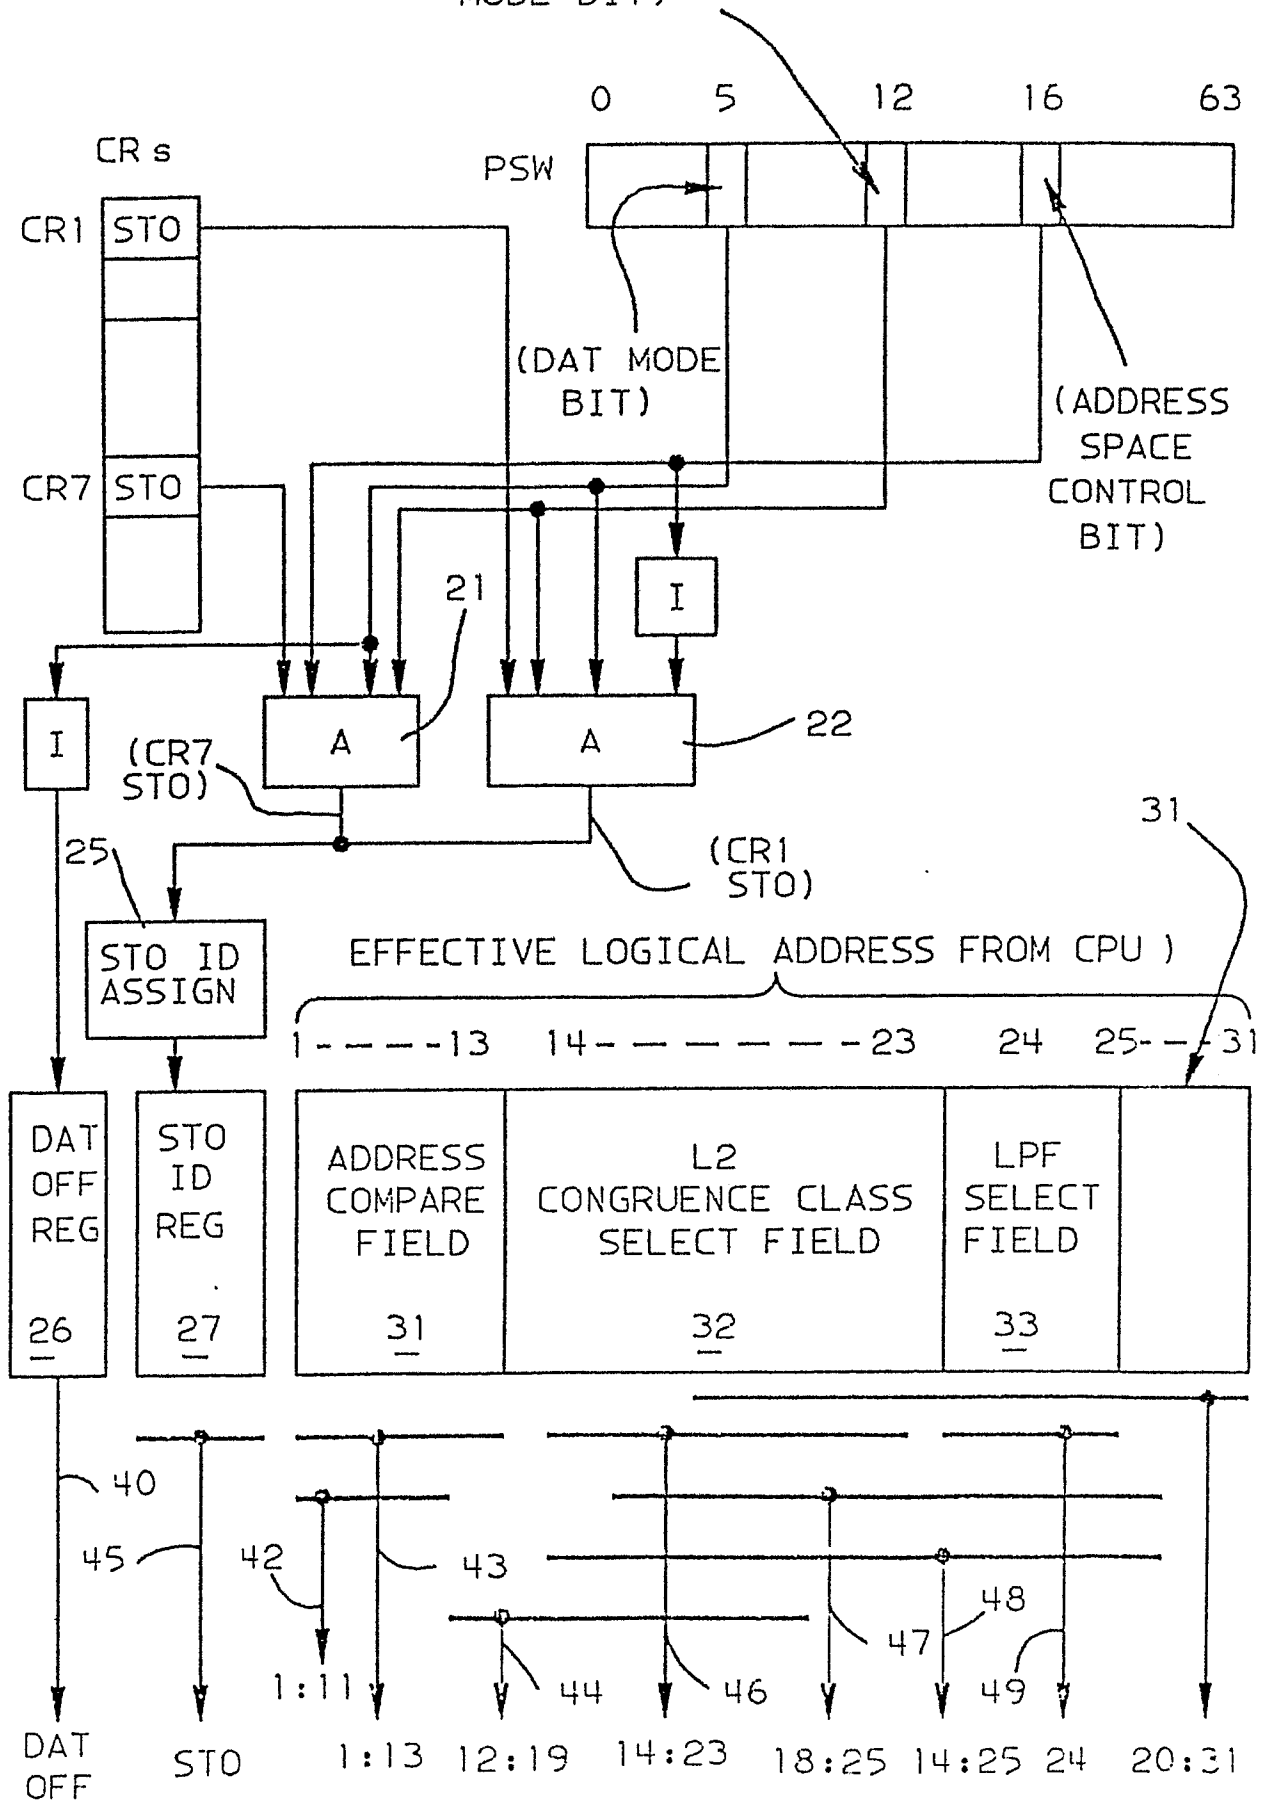 0 5 12 16 63
CRs
PSW
CR1 STO
(DAT MODE
BIT)
(ADDRESS
SPACE
CONTROL
BIT)
CR7 STO
I
21
I
A
A
22
(CR7
STO)
31
25
(CR1
STO)
STO ID
ASSIGN
EFFECTIVE LOGICAL ADDRESS FROM CPU )
1-----13 14-------23 24 25---31
DAT
OFF
REG
26
STO
ID
REG
27
ADDRESS
COMPARE
FIELD
31
L2
CONGRUENCE CLASS
SELECT FIELD
32
LPF
SELECT
FIELD
33
40
45
42
43
44
46
47
48
49
1:11
DAT
OFF
STO
1:13
12:19
14:23
18:25
14:25
24
20:31